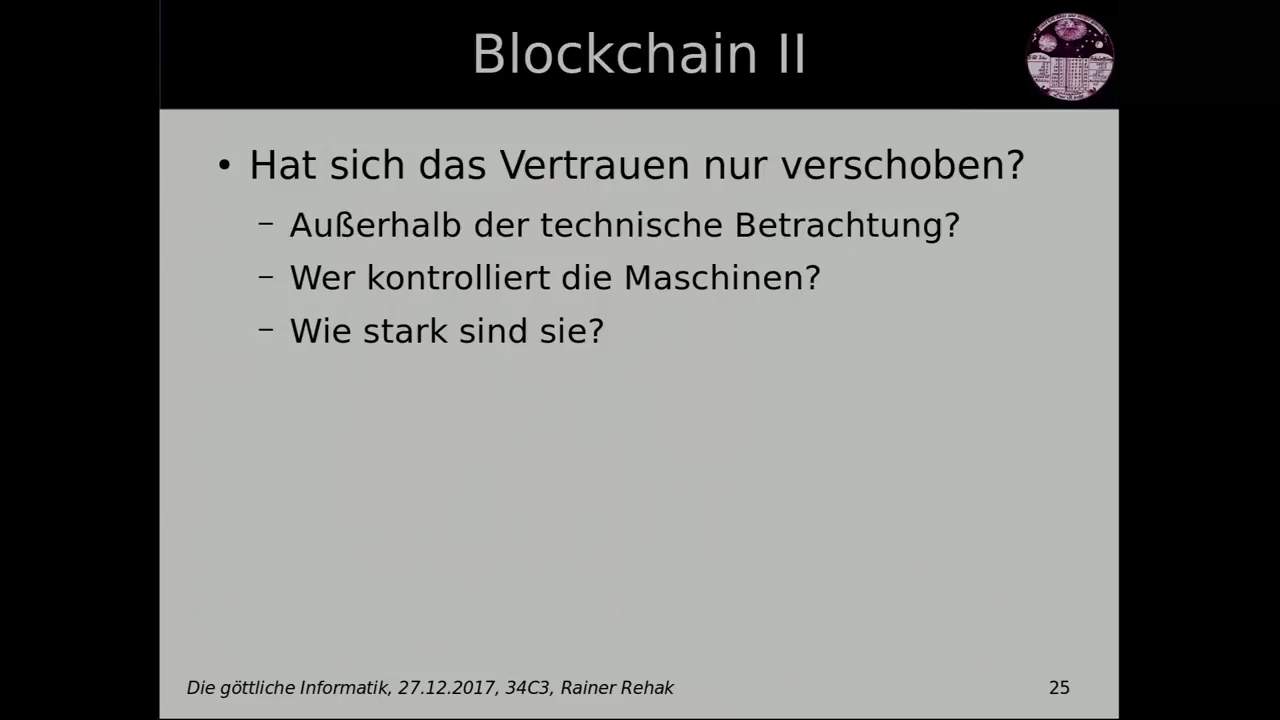 Blockchain II
• Hat sich das Vertrauen nur verschoben?
– Außerhalb der technische Betrachtung?
– Wer kontrolliert die Maschinen?
– Wie stark sind sie?
Die göttliche Informatik, 27.12.2017, 34C3, Rainer Rehak
25